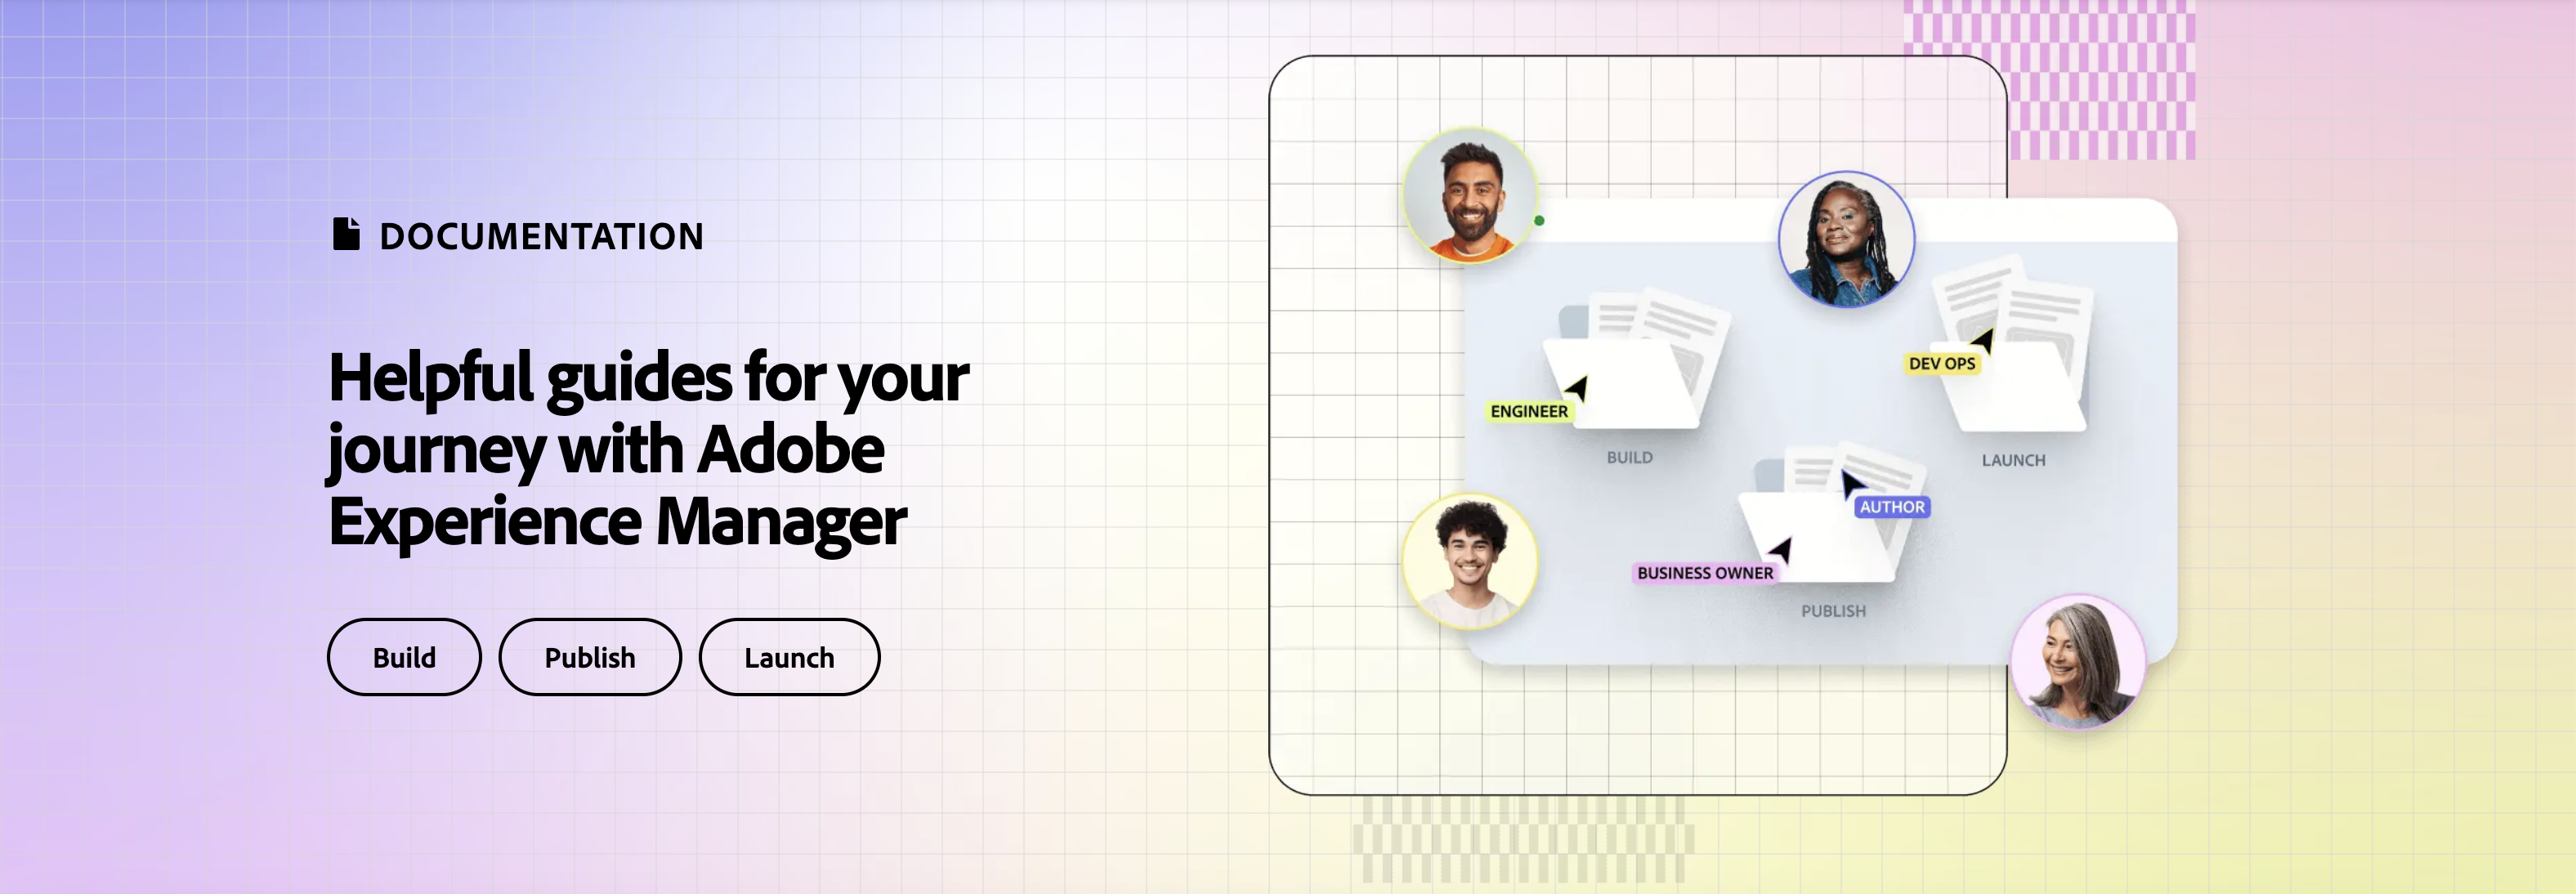 DOCUMENTATION
Helpful guides for your
journey with Adobe
Experience Manager
Build
Publish
Launch
ENGINEER
BUILD
DEV OPS
LAUNCH
AUTHOR
BUSINESS OWNER
PUBLISH